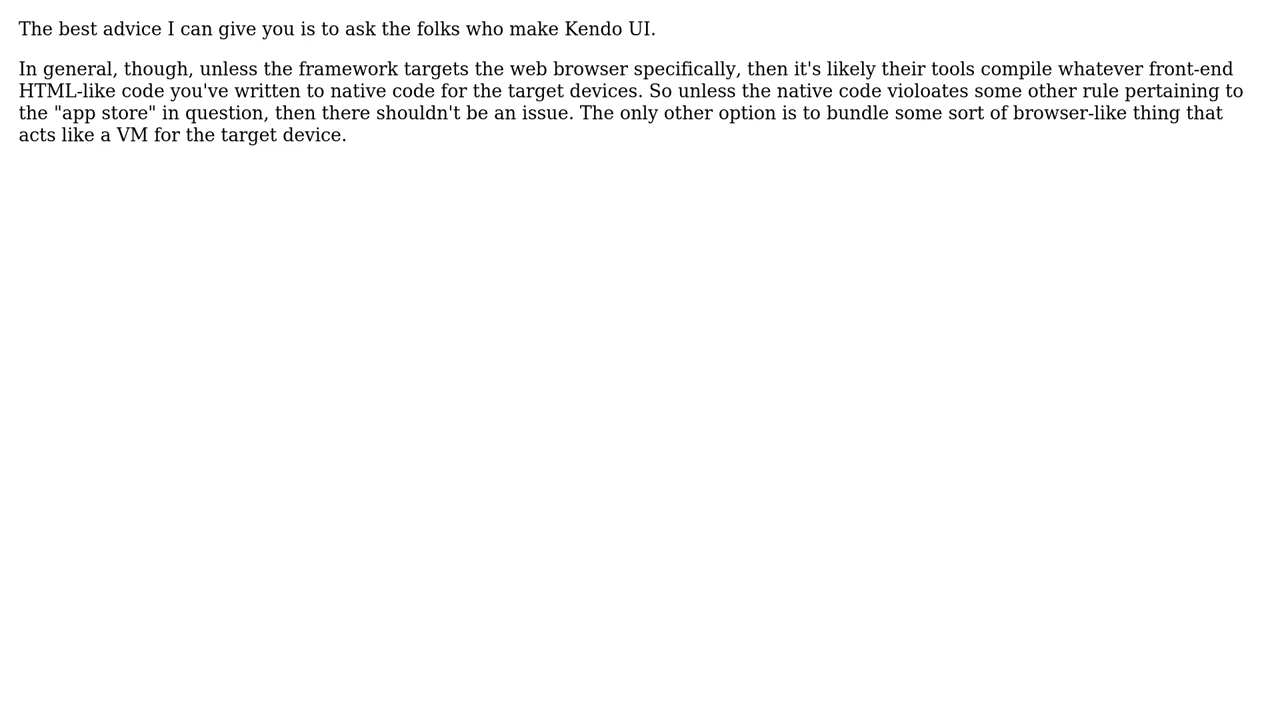 The best advice I can give you is to ask the folks who make Kendo UI.
In general, though, unless the framework targets the web browser specifically, then it's likely their tools compile whatever front-end
HTML-like code you've written to native code for the target devices. So unless the native code violoates some other rule pertaining to
the "app store" in question, then there shouldn't be an issue. The only other option is to bundle some sort of browser-like thing that
acts like a VM for the target device.